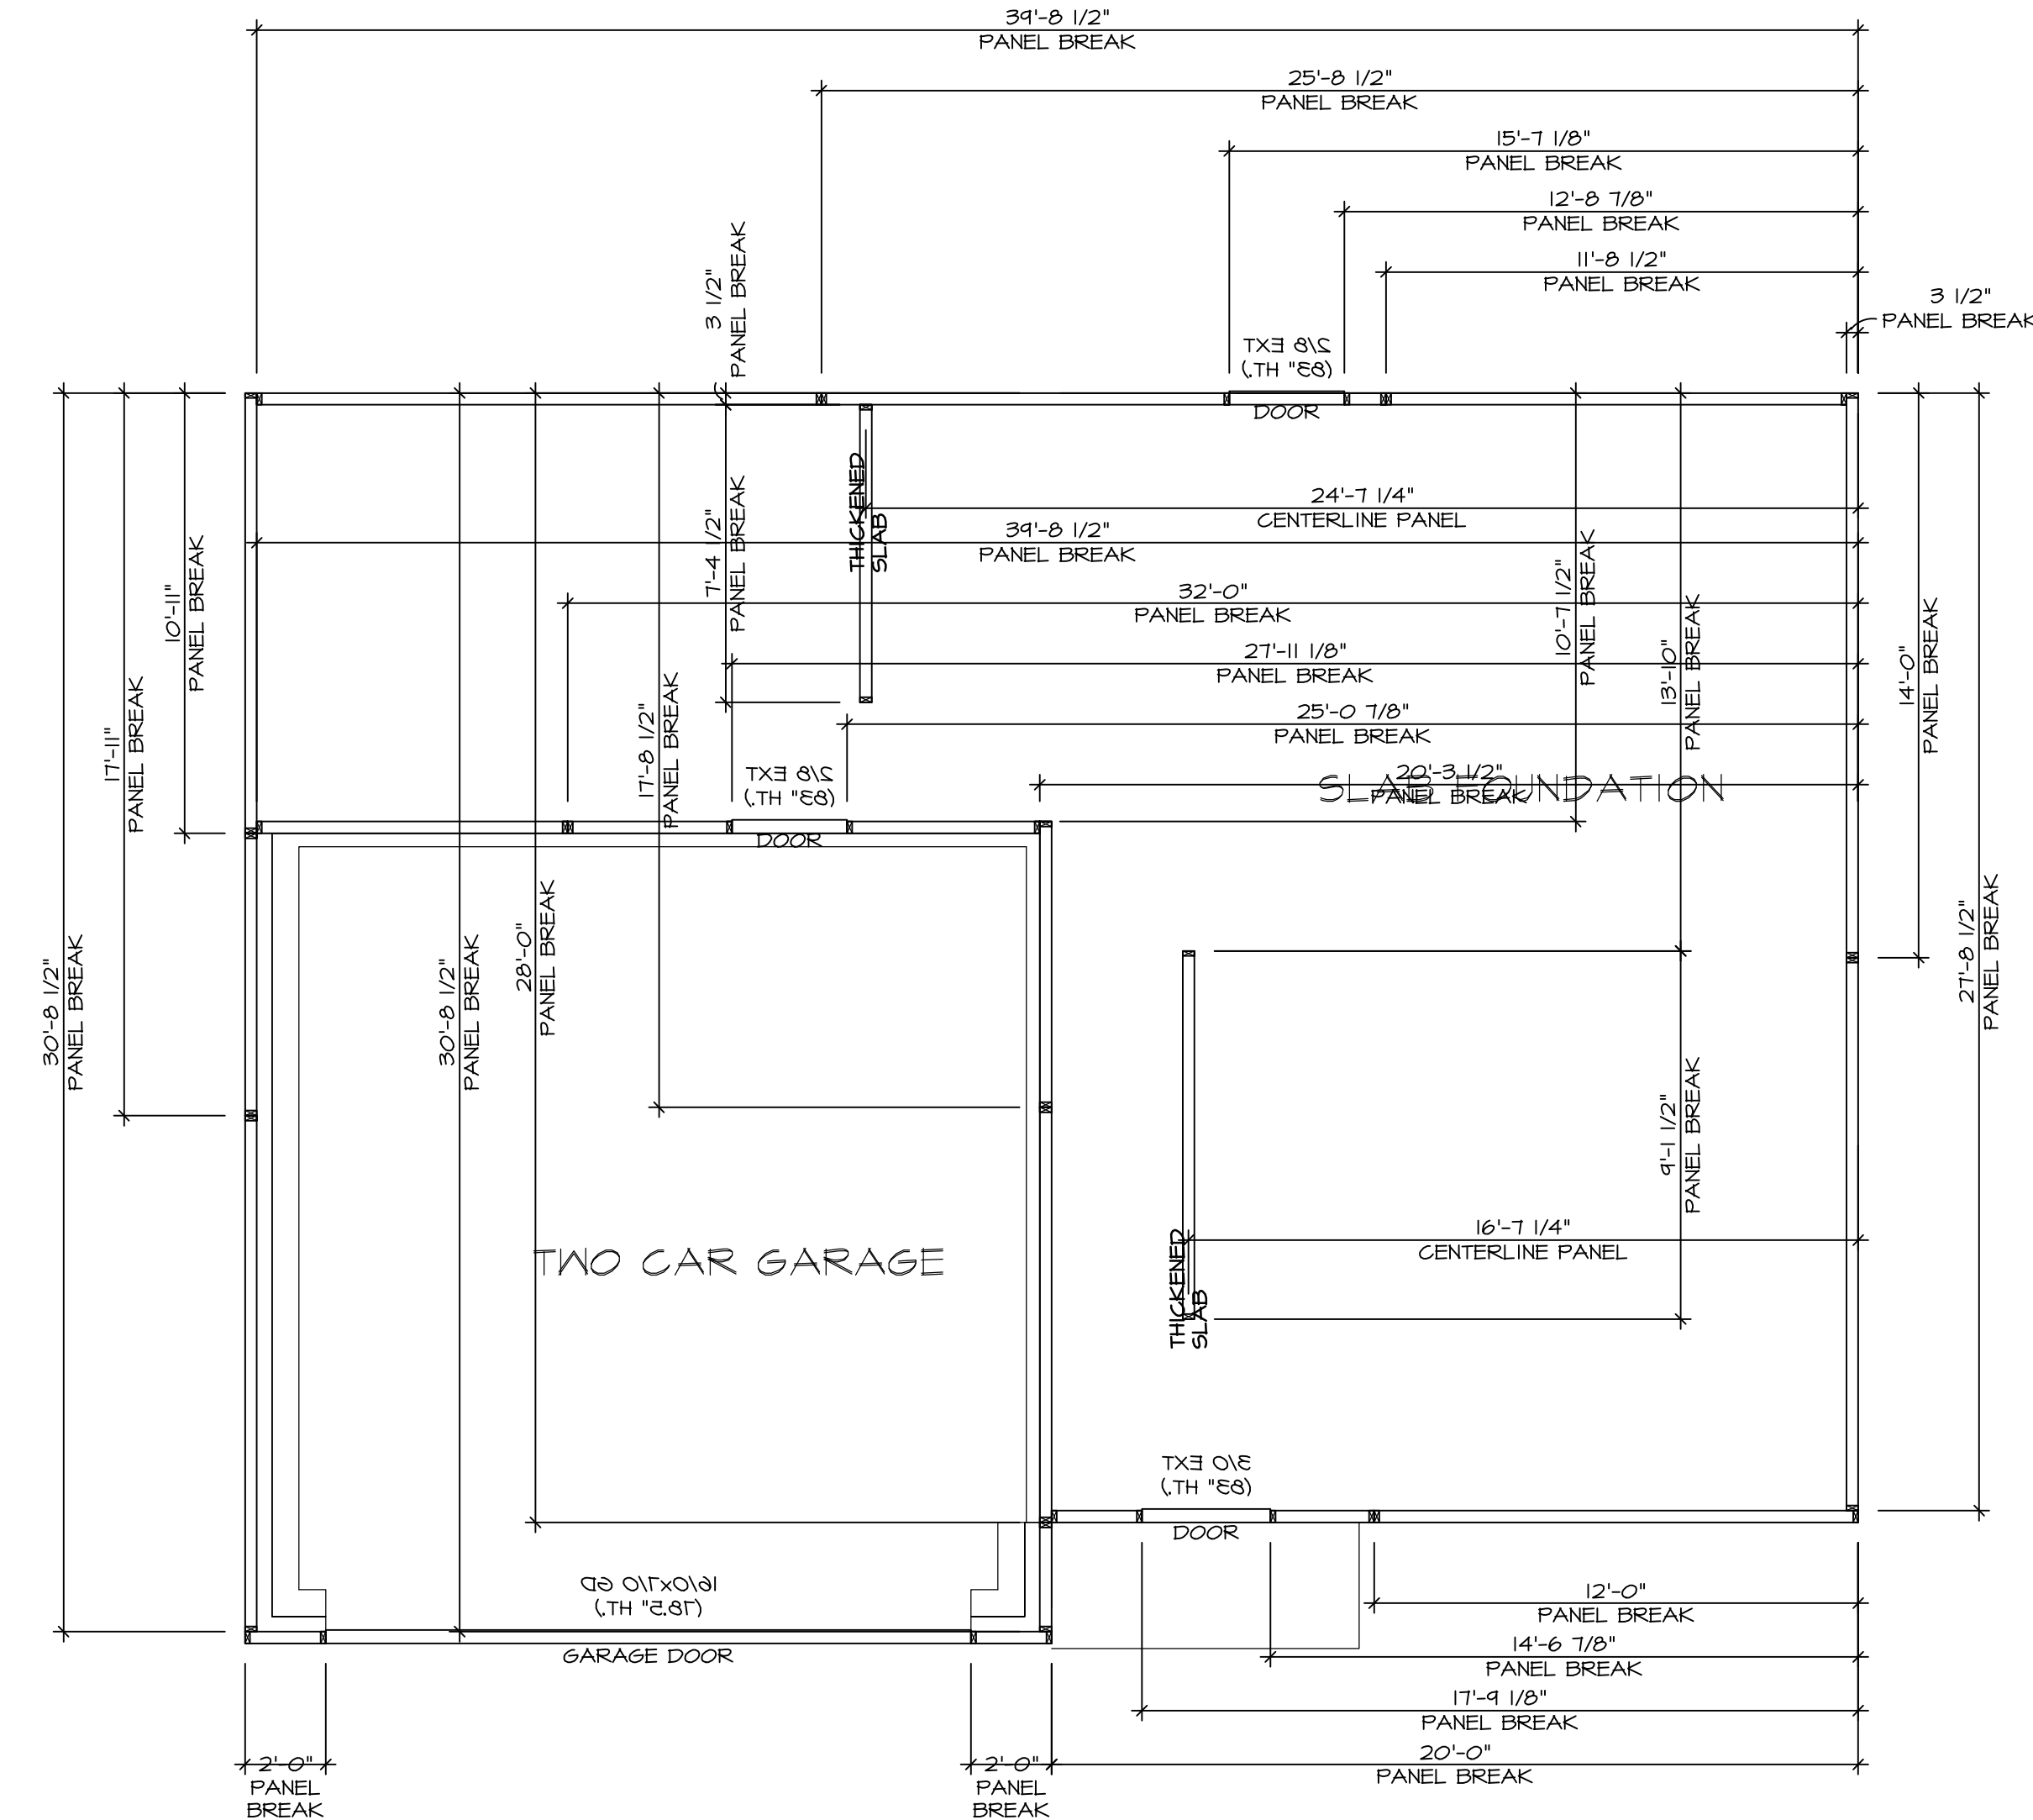 39'-8 1/2"
PANEL BREAK
25'-8 1/2"
PANEL BREAK
15'-7 1/8"
PANEL BREAK
12'-8 7/8"
PANEL BREAK
11'-8 1/2"
PANEL BREAK
3 1/2"
PANEL BREAK
3 1/2"
PANEL BREAK
2\8 EXT
(83" HT.)
DOOR
THICKENED
SLAB
24'-7 1/4"
CENTERLINE PANEL
39'-8 1/2"
PANEL BREAK
7'-4 1/2"
PANEL BREAK
10'-11"
PANEL BREAK
32'-0"
PANEL BREAK
10'-7 1/2"
PANEL BREAK
13'-10"
PANEL BREAK
14'-0"
PANEL BREAK
27'-11 1/8"
PANEL BREAK
17'-11"
PANEL BREAK
17'-8 1/2"
PANEL BREAK
25'-0 7/8"
PANEL BREAK
20'-3 1/2"
PANEL BREAK
SLAB FOUNDATION
2\8 EXT
(83" HT.)
DOOR
30'-8 1/2"
PANEL BREAK
30'-8 1/2"
PANEL BREAK
28'-0"
PANEL BREAK
27'-8 1/2"
PANEL BREAK
9'-1 1/2"
PANEL BREAK
TWO CAR GARAGE
THICKENED
SLAB
16'-7 1/4"
CENTERLINE PANEL
3\0 EXT
(83" HT.)
DOOR
16\0x7\0 GD
(78.5" HT.)
GARAGE DOOR
12'-0"
PANEL BREAK
14'-6 7/8"
PANEL BREAK
17'-9 1/8"
PANEL BREAK
20'-0"
PANEL BREAK
2'-0"
PANEL
BREAK
2'-0"
PANEL
BREAK